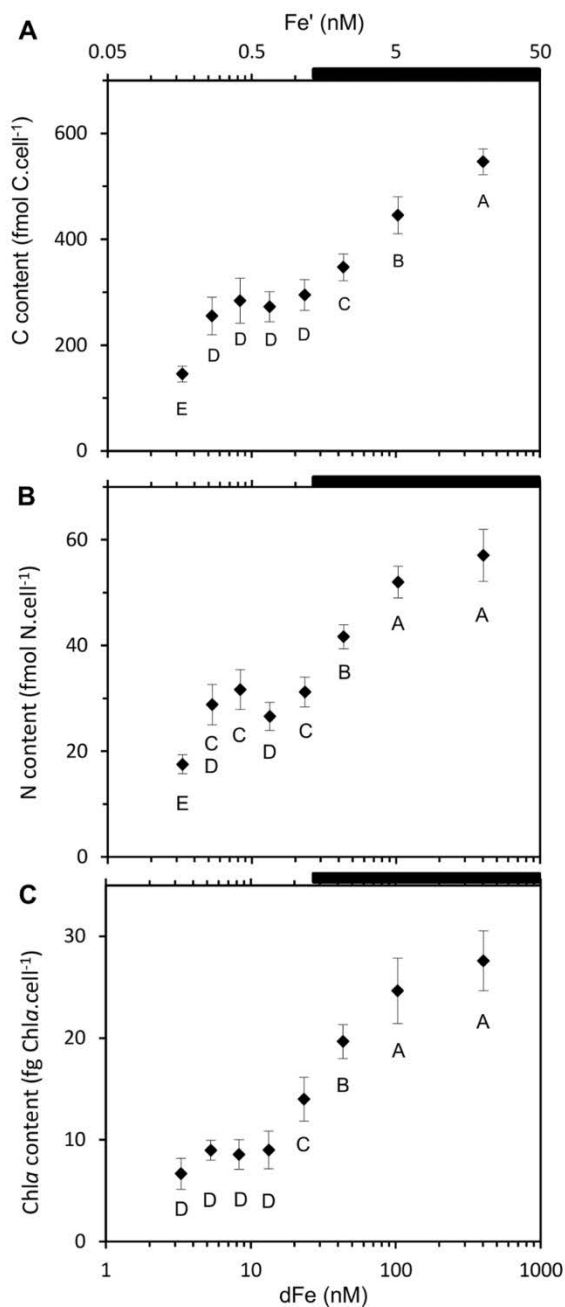 A
Fe' (nM)
0.05 0.5 5 50
C content (fmol C.cell⁻¹)
600
400
200
0
E D D D D C B A
B
N content (fmol N.cell⁻¹)
60
40
20
0
E C D C D C B A A
C
Chla content (fg Chla.cell⁻¹)
30
20
10
0
D D D D C B A A
1 10 100 1000
dFe (nM)